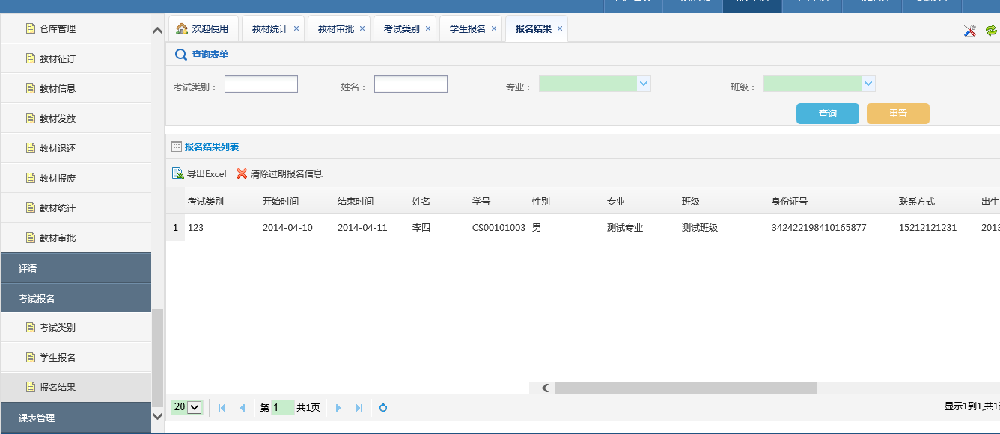 仓库管理
教材征订
教材信息
教材发放
教材退还
教材报废
教材统计
教材审批
评语
考试报名
考试类别
学生报名
报名结果
课表管理
欢迎使用 教材统计 教材审批 考试类别 学生报名 报名结果
查询表单
考试类别： 姓名： 专业： 班级：
查询 重置
报名结果列表
导出Excel 清除过期报名信息
考试类别 开始时间 结束时间 姓名 学号 性别 专业 班级 身份证号 联系方式 出生
1 123 2014-04-10 2014-04-11 李四 CS00101003 男 测试专业 测试班级 342422198410165877 15212121231 2013
20 第 1 共1页 显示1到1,共1